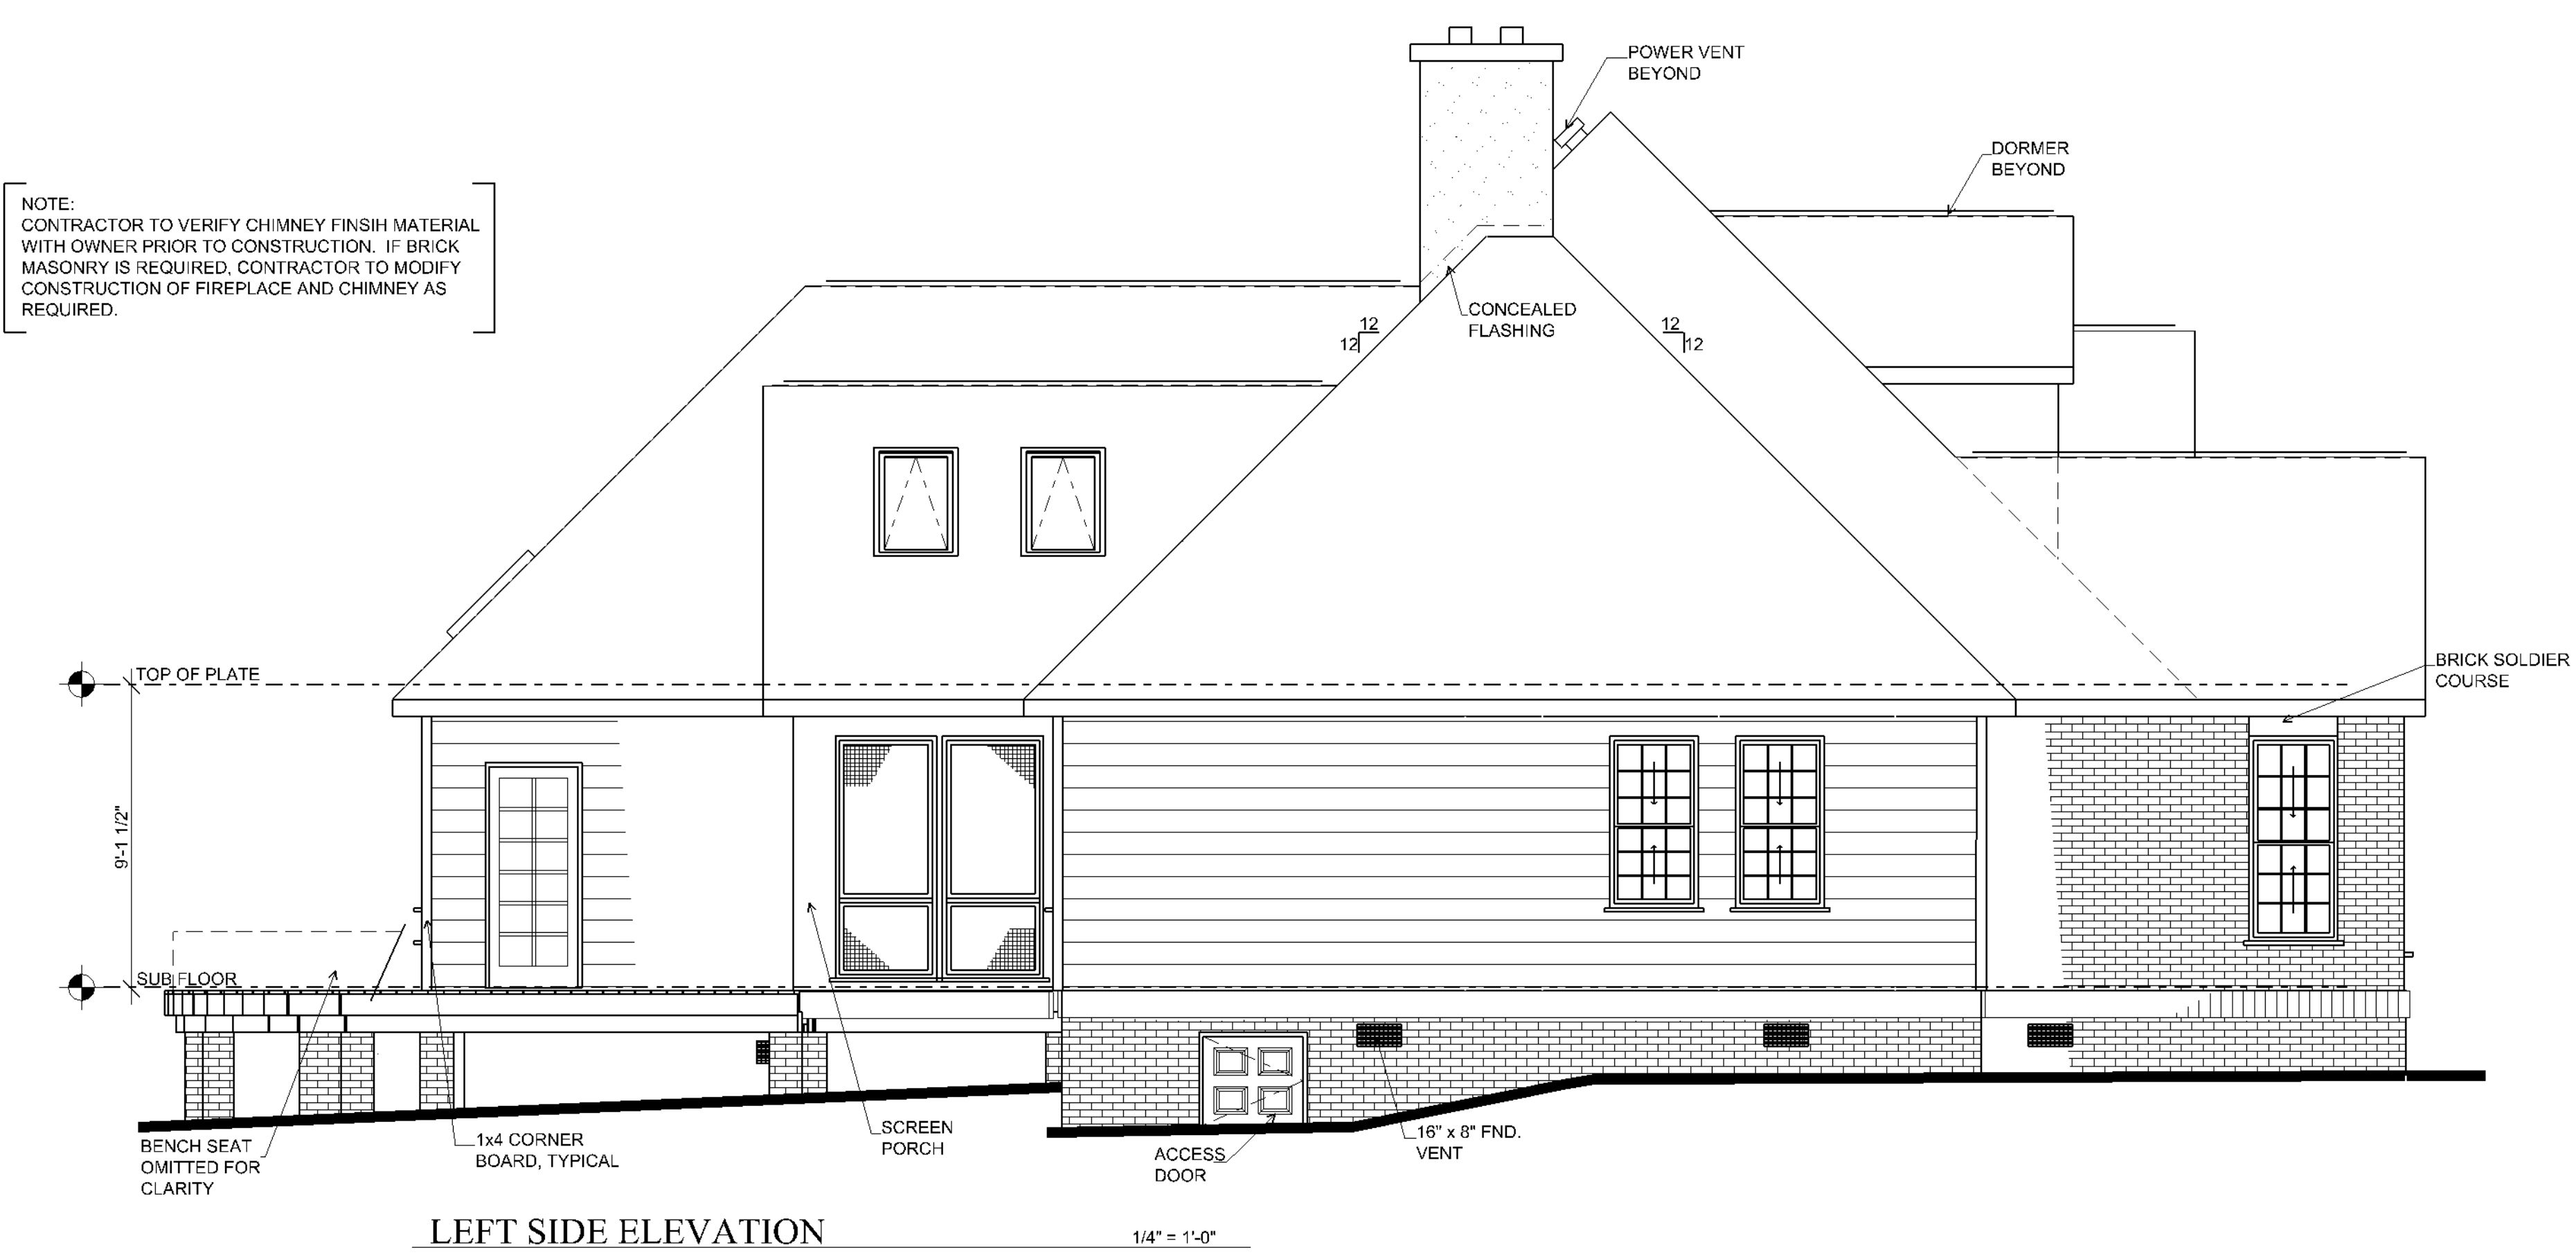 POWER VENT
BEYOND
DORMER
BEYOND
NOTE:
CONTRACTOR TO VERIFY CHIMNEY FINSIH MATERIAL
WITH OWNER PRIOR TO CONSTRUCTION. IF BRICK
MASONRY IS REQUIRED, CONTRACTOR TO MODIFY
CONSTRUCTION OF FIREPLACE AND CHIMNEY AS
REQUIRED.
CONCEALED
FLASHING
12
12
12
12
TOP OF PLATE
BRICK SOLDIER
COURSE
9'-1 1/2"
SUB FLOOR
BENCH SEAT
OMITTED FOR
CLARITY
1x4 CORNER
BOARD, TYPICAL
SCREEN
PORCH
ACCESS
DOOR
16" x 8" FND.
VENT
LEFT SIDE ELEVATION
1/4" = 1'-0"